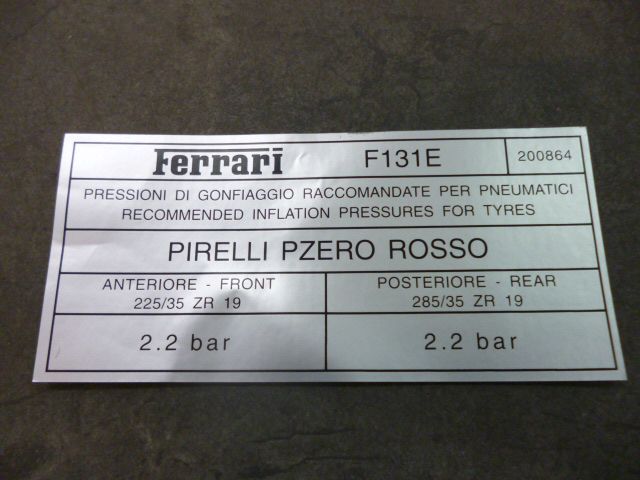 Ferrari F131E 200864
PRESSIONI DI GONFIAGGIO RACCOMANDATE PER PNEUMATICI
RECOMMENDED INFLATION PRESSURES FOR TYRES
PIRELLI PZERO ROSSO
ANTERIORE - FRONT
225/35 ZR 19
POSTERIORE - REAR
285/35 ZR 19
2.2 bar
2.2 bar